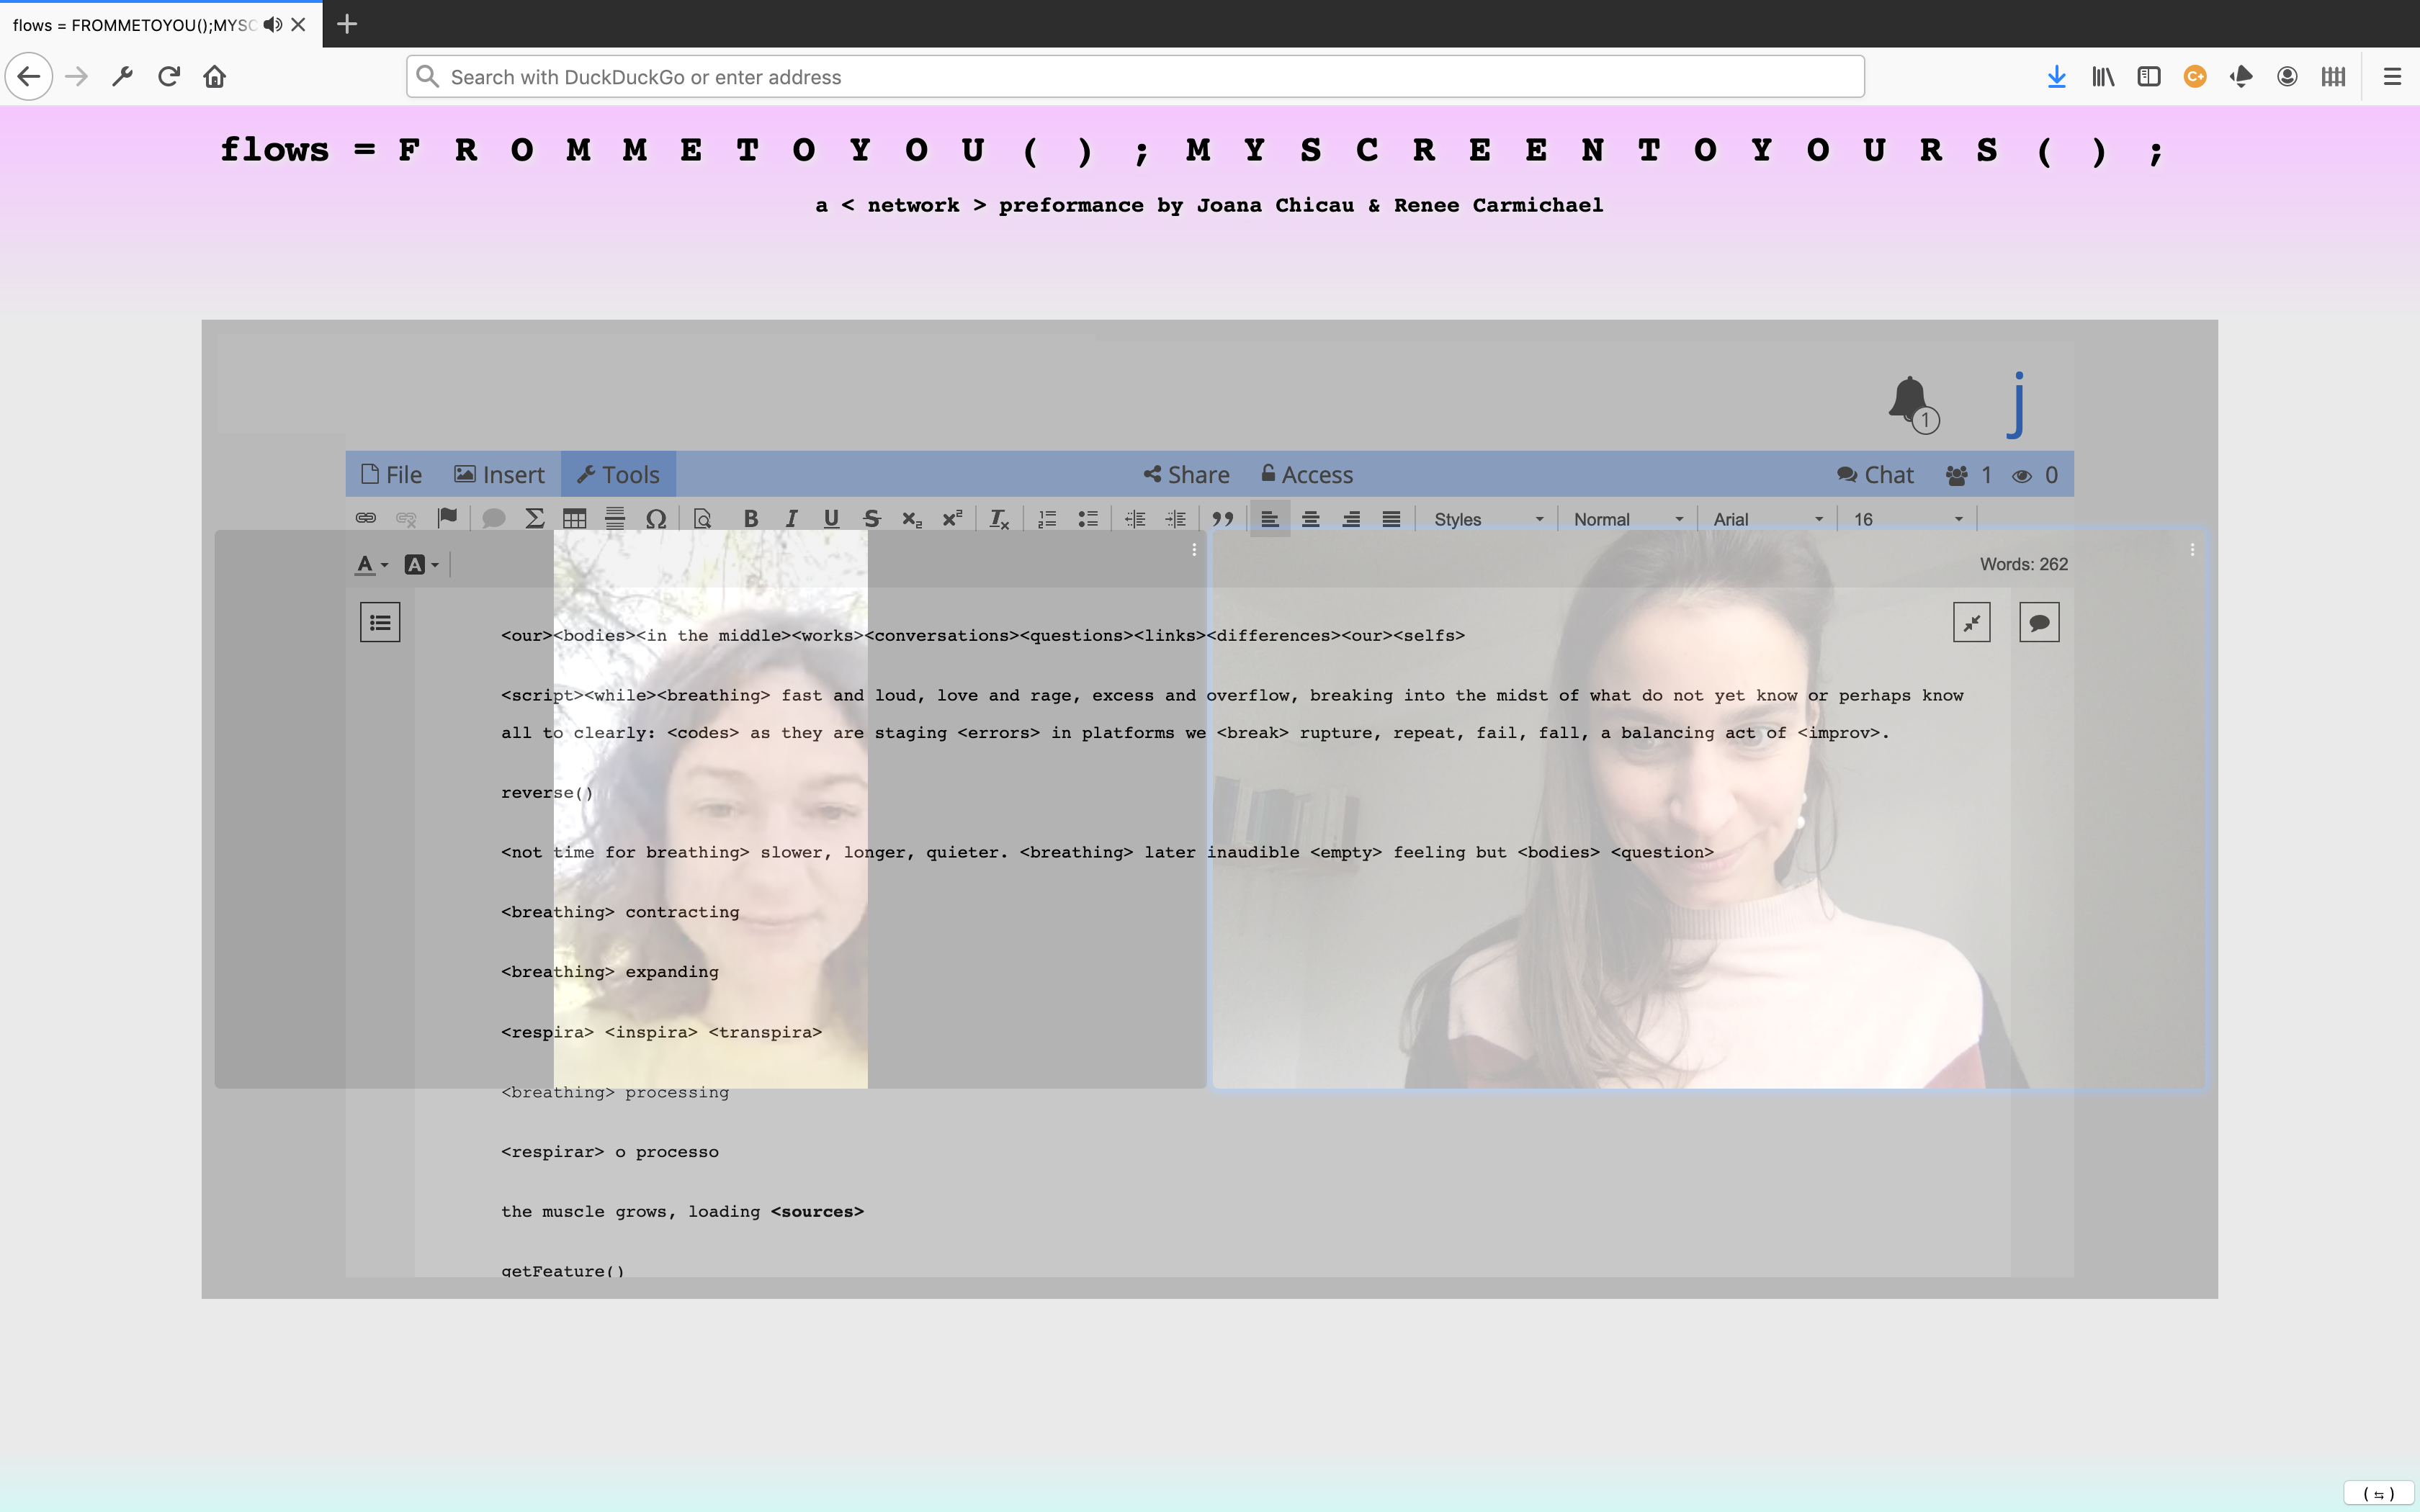 flows = FROMMETOYOU();MYSC
Search with DuckDuckGo or enter address
C+
flows = F R O M M E T O Y O U ( ) ; M Y S C R E E N T O Y O U R S ( ) ;
a < network > preformance by Joana Chicau & Renee Carmichael
1
j
File Insert Tools Share Access Chat 1 0
Σ Ω B I U S x₂ x² Tx Styles Normal Arial 16
A A Words: 262
<our><bodies><in the middle><works><conversations><questions><links><differences><our><selfs>
<script><while><breathing> fast and loud, love and rage, excess and overflow, breaking into the midst of what do not yet know or perhaps know
all to clearly: <codes> as they are staging <errors> in platforms we <break> rupture, repeat, fail, fall, a balancing act of <improv>.
reverse()
<not time for breathing> slower, longer, quieter. <breathing> later inaudible <empty> feeling but <bodies> <question>
<breathing> contracting
<breathing> expanding
<respira> <inspira> <transpira>
<breathing> processing
<respirar> o processo
the muscle grows, loading <sources>
getFeature()
(⇆)